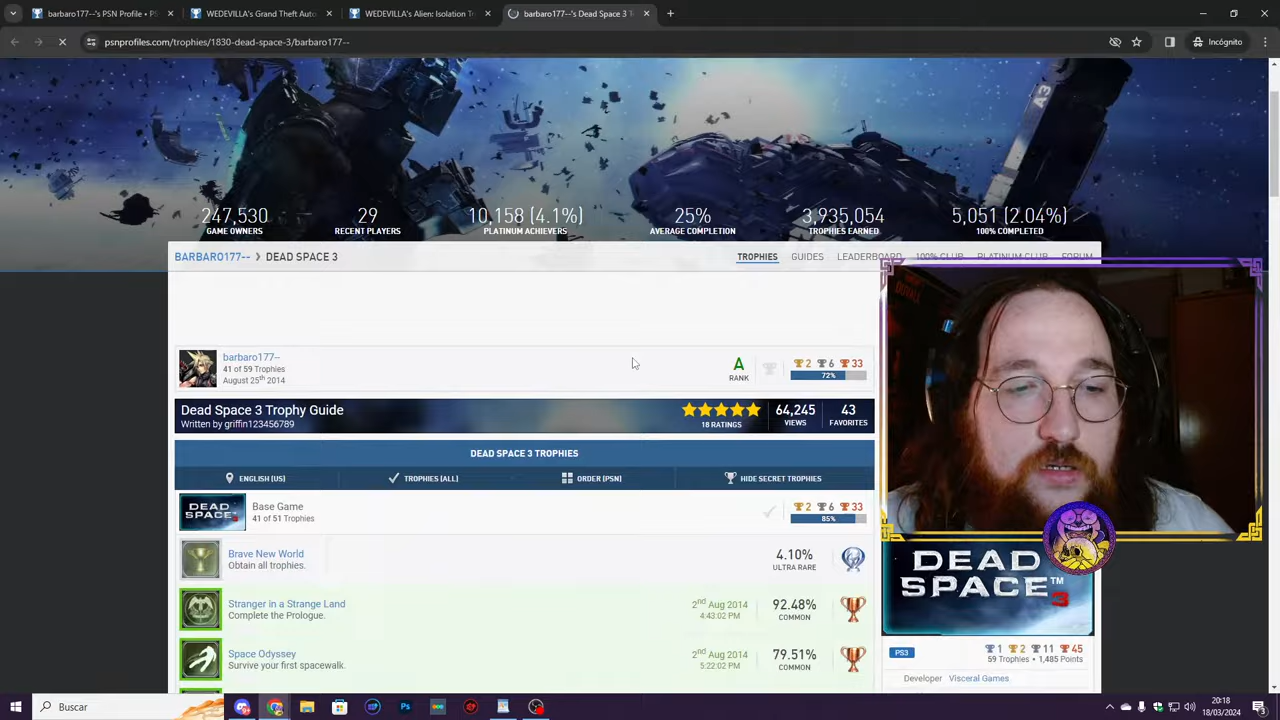 barbaro177--'s PSN Profile • PS
WEDEVILLA's Grand Theft Auto
WEDEVILLA's Alien: Isolation T
barbaro177--'s Dead Space 3 T
psnprofiles.com/trophies/1830-dead-space-3/barbaro177--
Incógnito
A3
247,530
GAME OWNERS
29
RECENT PLAYERS
10,158 (4.1%)
PLATINUM ACHIEVERS
25%
AVERAGE COMPLETION
3,935,054
TROPHIES EARNED
5,051 (2.04%)
100% COMPLETED
BARBARO177-- > DEAD SPACE 3
TROPHIES GUIDES LEADERBOARD 100% CLUB PLATINUM CLUB FORUM
barbaro177--
41 of 59 Trophies
August 25th 2014
A
RANK
2 6 33
72%
Dead Space 3 Trophy Guide
Written by griffin123456789
18 RATINGS
64,245
VIEWS
43
FAVORITES
DEAD SPACE 3 TROPHIES
ENGLISH (US)
TROPHIES (ALL)
ORDER (PSN)
HIDE SECRET TROPHIES
DEAD SPACE 3
Base Game
41 of 51 Trophies
2 6 33
85%
Brave New World
Obtain all trophies.
4.10%
ULTRA RARE
Stranger in a Strange Land
Complete the Prologue.
2nd Aug 2014
4:43:02 PM
92.48%
COMMON
Space Odyssey
Survive your first spacewalk.
2nd Aug 2014
5:22:02 PM
79.51%
COMMON
DEAD
SPACE™ 3
PS3
1 2 11 45
59 Trophies • 1,485 Points
Developer Visceral Games
Buscar
20:18
18/03/2024